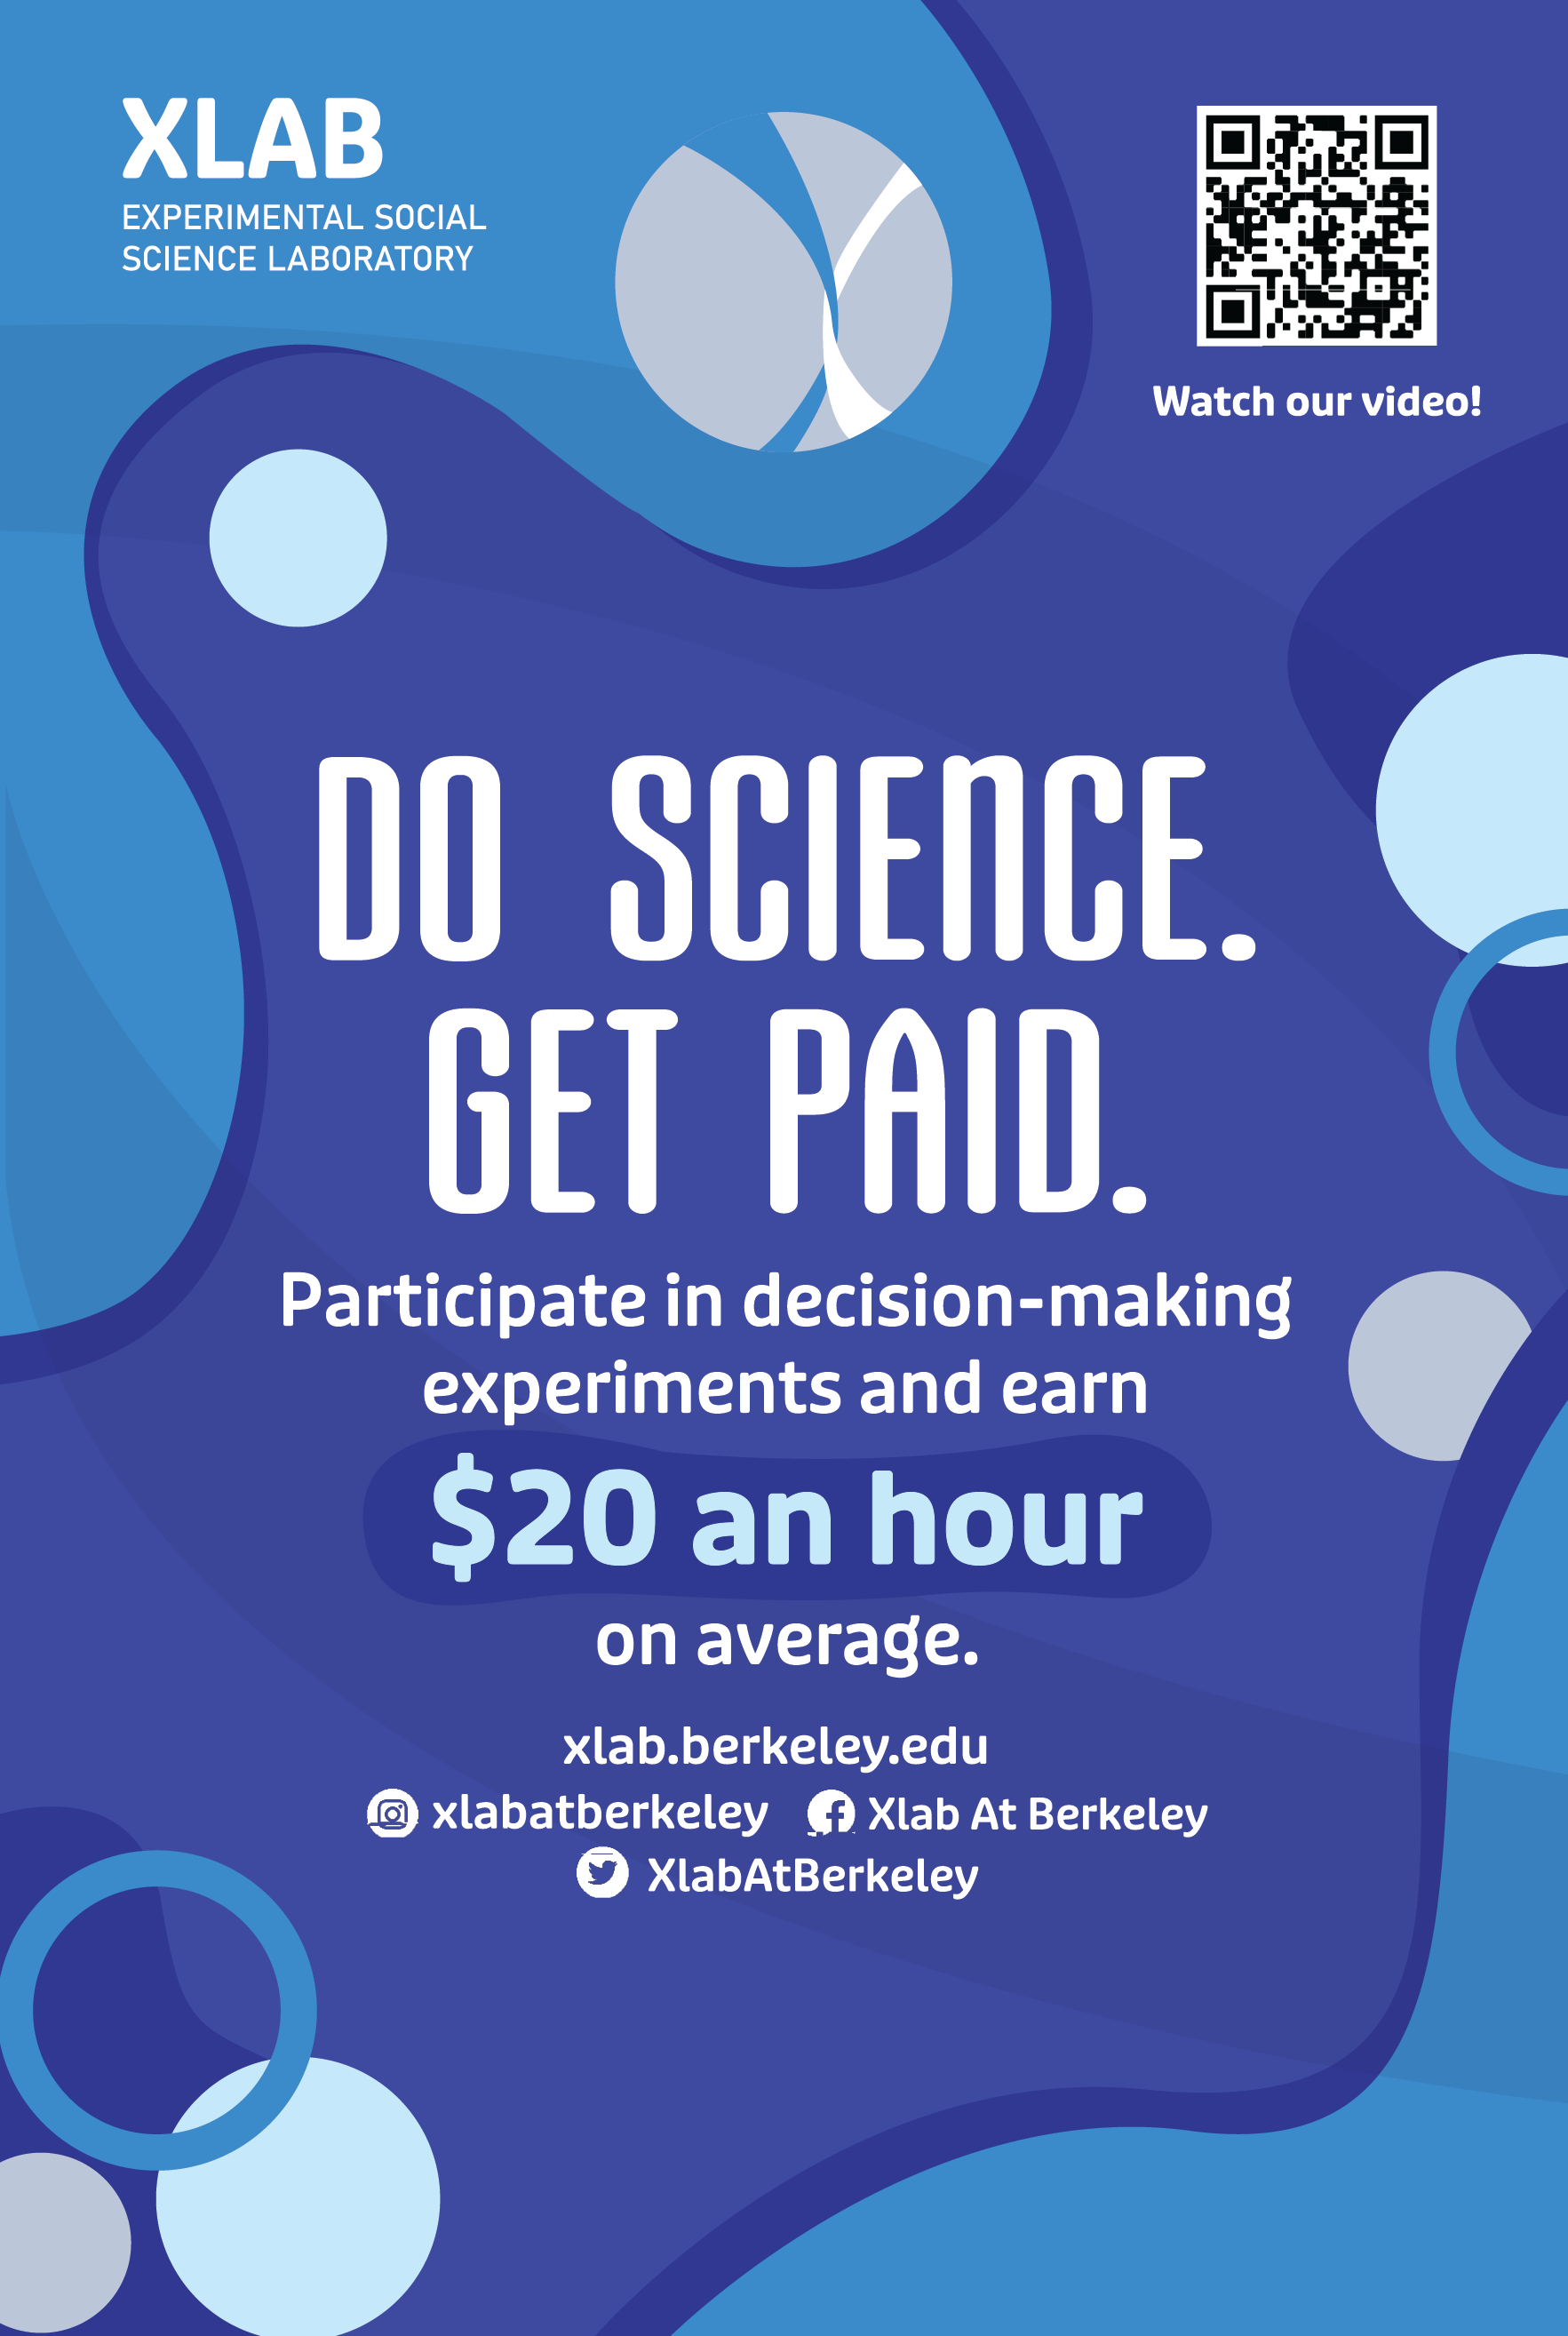 XLAB
EXPERIMENTAL SOCIAL
SCIENCE LABORATORY
Watch our video!
DO SCIENCE.
GET PAID.
Participate in decision-making
experiments and earn
$20 an hour
on average.
xlab.berkeley.edu
xlabatberkeley Xlab At Berkeley
XlabAtBerkeley